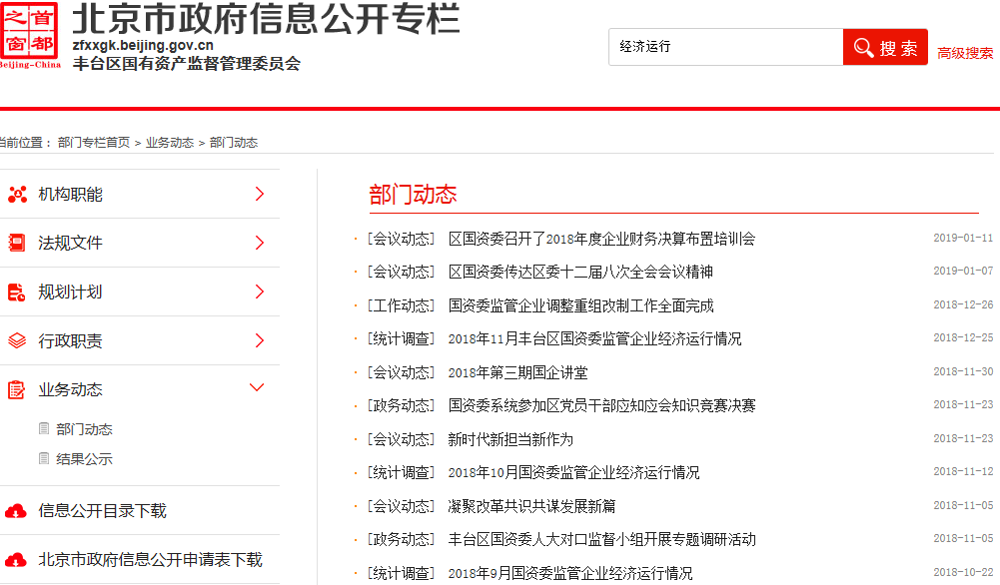 首都之窗
Beijing-China
北京市政府信息公开专栏
zfxxgk.beijing.gov.cn
丰台区国有资产监督管理委员会
经济运行
搜 索
高级搜索
当前位置： 部门专栏首页 > 业务动态 > 部门动态
机构职能
法规文件
规划计划
行政职责
业务动态
部门动态
结果公示
信息公开目录下载
北京市政府信息公开申请表下载
部门动态
· [会议动态] 区国资委召开了2018年度企业财务决算布置培训会 2019-01-11
· [会议动态] 区国资委传达区委十二届八次全会会议精神 2019-01-07
· [工作动态] 国资委监管企业调整重组改制工作全面完成 2018-12-26
· [统计调查] 2018年11月丰台区国资委监管企业经济运行情况 2018-12-25
· [会议动态] 2018年第三期国企讲堂 2018-11-30
· [政务动态] 国资委系统参加区党员干部应知应会知识竞赛决赛 2018-11-23
· [会议动态] 新时代新担当新作为 2018-11-23
· [统计调查] 2018年10月国资委监管企业经济运行情况 2018-11-12
· [会议动态] 凝聚改革共识共谋发展新篇 2018-11-05
· [政务动态] 丰台区国资委人大对口监督小组开展专题调研活动 2018-11-05
· [统计调查] 2018年9月国资委监管企业经济运行情况 2018-10-22